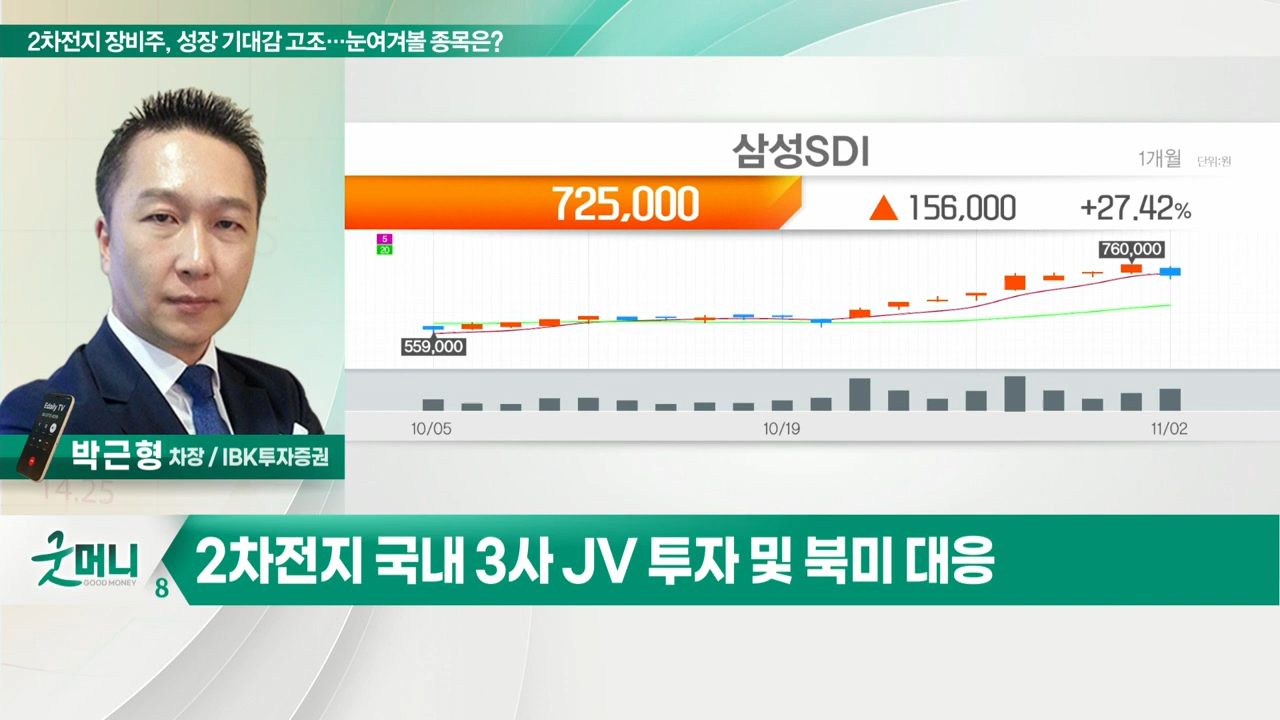 2차전지 장비주, 성장 기대감 고조…눈여겨볼 종목은?
삼성SDI
1개월 단위:원
725,000 ▲ 156,000 +27.42%
5
20
760,000
559,000
10/05 10/19 11/02
Edaily TV
박근형 차장 / IBK투자증권
14.25
굿머니
GOOD MONEY
8
2차전지 국내 3사 JV 투자 및 북미 대응